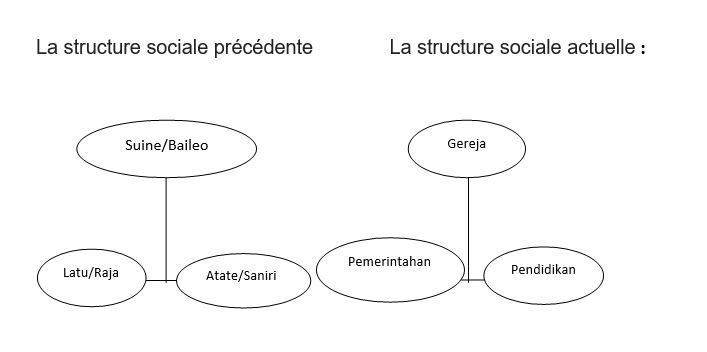 La structure sociale précédente
La structure sociale actuelle :
Suine/Baileo
Gereja
Latu/Raja
Atate/Saniri
Pemerintahan
Pendidikan